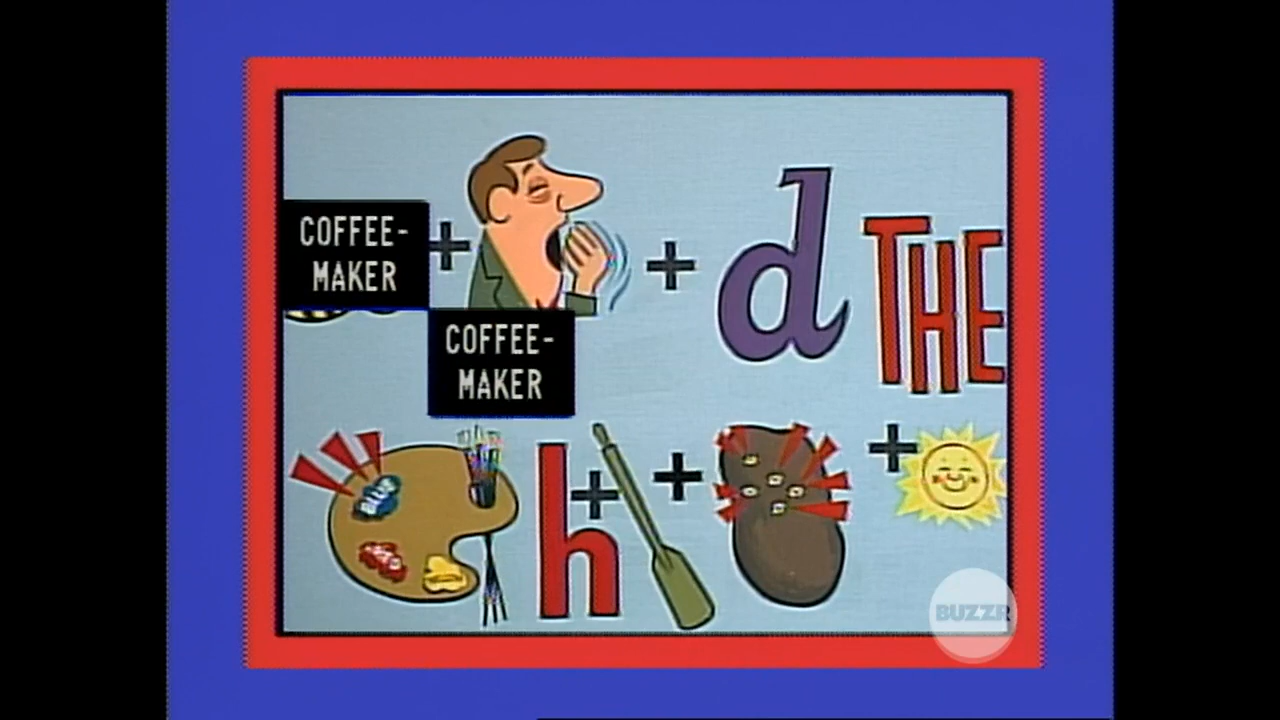 COFFEE-
MAKER
+
+
d
THE
COFFEE-
MAKER
h
+
+
+
BUZZR